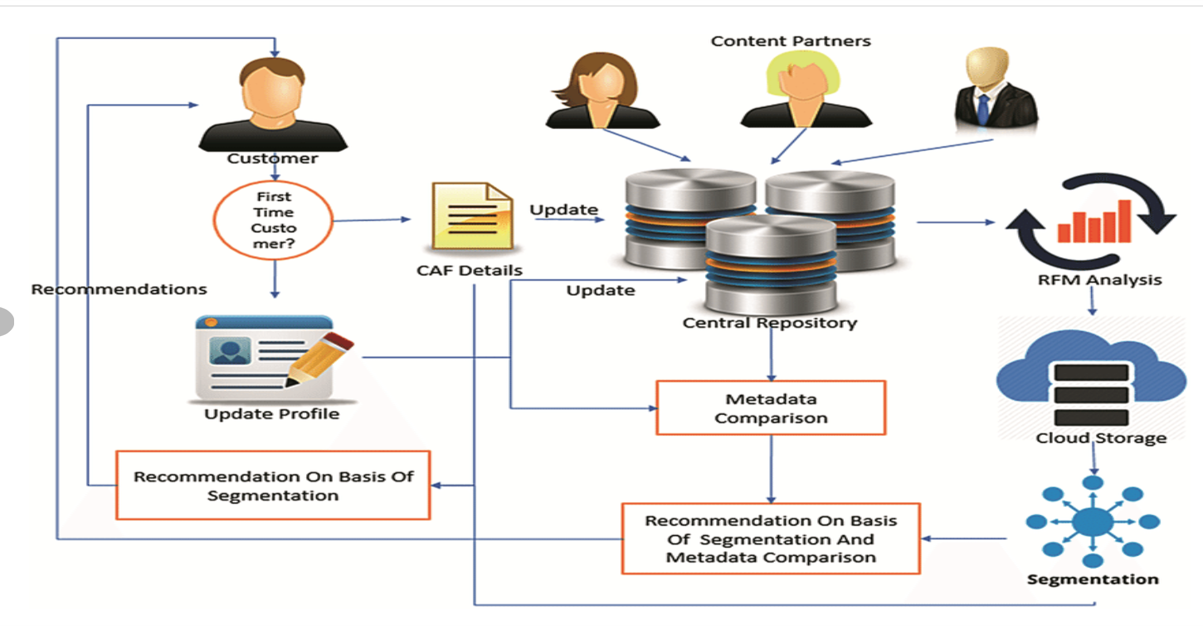 Content Partners
Customer
First
Time
Custo
mer?
Update
CAF Details
RFM Analysis
Recommendations
Update
Central Repository
Update Profile
Metadata
Comparison
Cloud Storage
Recommendation On Basis Of
Segmentation
Recommendation On Basis
Of Segmentation And
Metadata Comparison
Segmentation